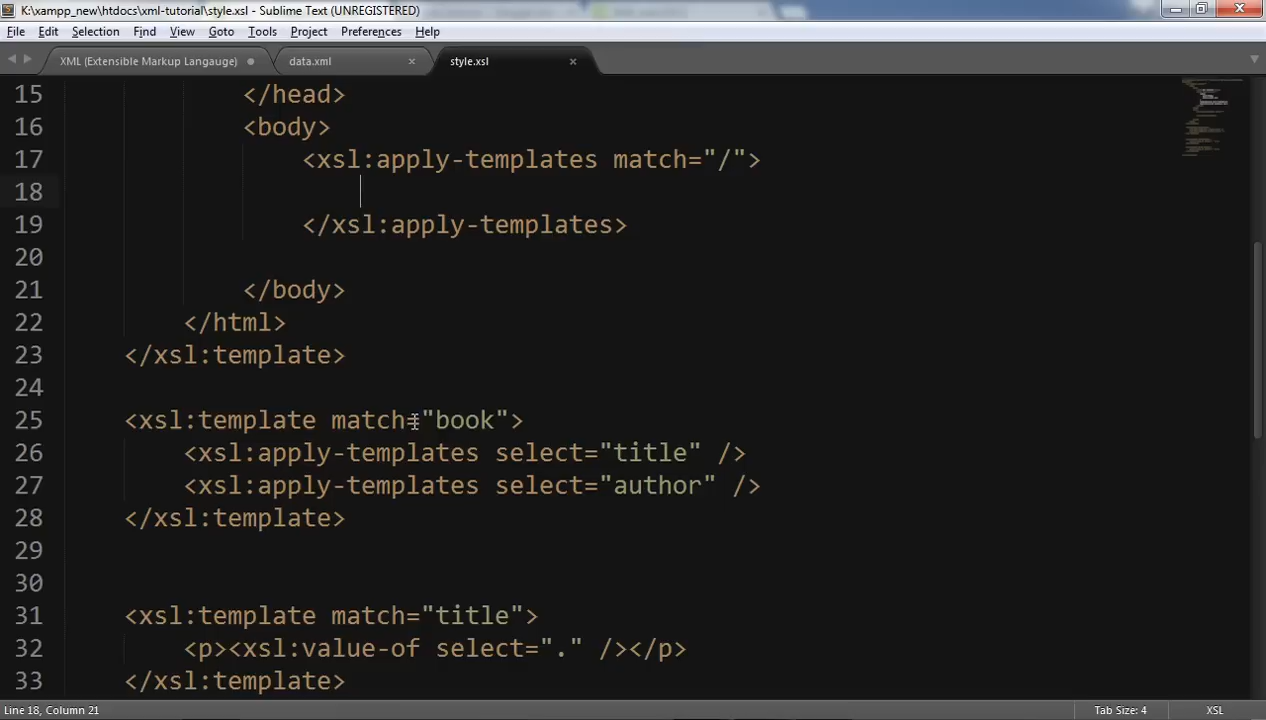 K:\xampp_new\htdocs\xml-tutorial\style.xsl - Sublime Text (UNREGISTERED)
File Edit Selection Find View Goto Tools Project Preferences Help
XML (Extensible Markup Langauge) data.xml style.xsl
15 </head>
16 <body>
17 <xsl:apply-templates match="/">
18
19 </xsl:apply-templates>
20
21 </body>
22 </html>
23 </xsl:template>
24
25 <xsl:template match="book">
26 <xsl:apply-templates select="title" />
27 <xsl:apply-templates select="author" />
28 </xsl:template>
29
30
31 <xsl:template match="title">
32 <p><xsl:value-of select="." /></p>
33 </xsl:template>
Line 18, Column 21 Tab Size: 4 XSL